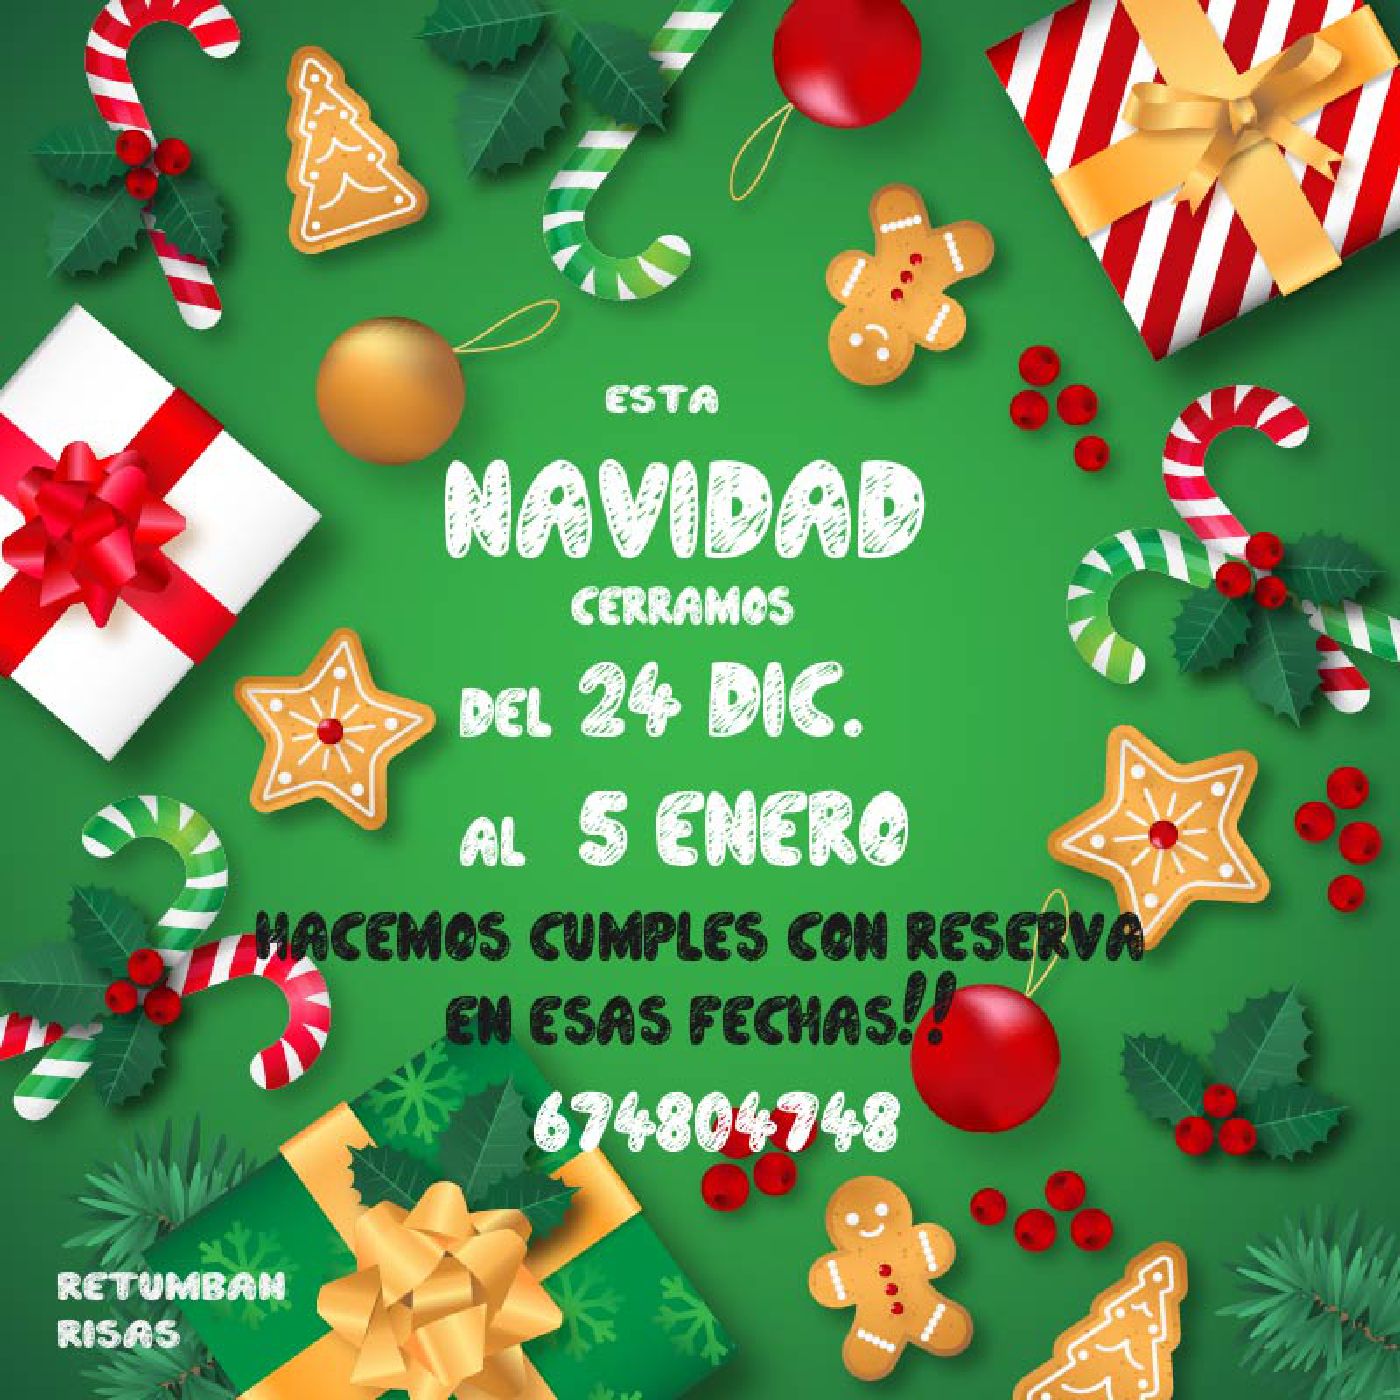 ESTA
NAVIDAD
CERRAMOS
DEL 24 DIC.
AL 5 ENERO
HACEMOS CUMPLES CON RESERVA
EN ESAS FECHAS!!
674804748
RETUMBAN
RISAS